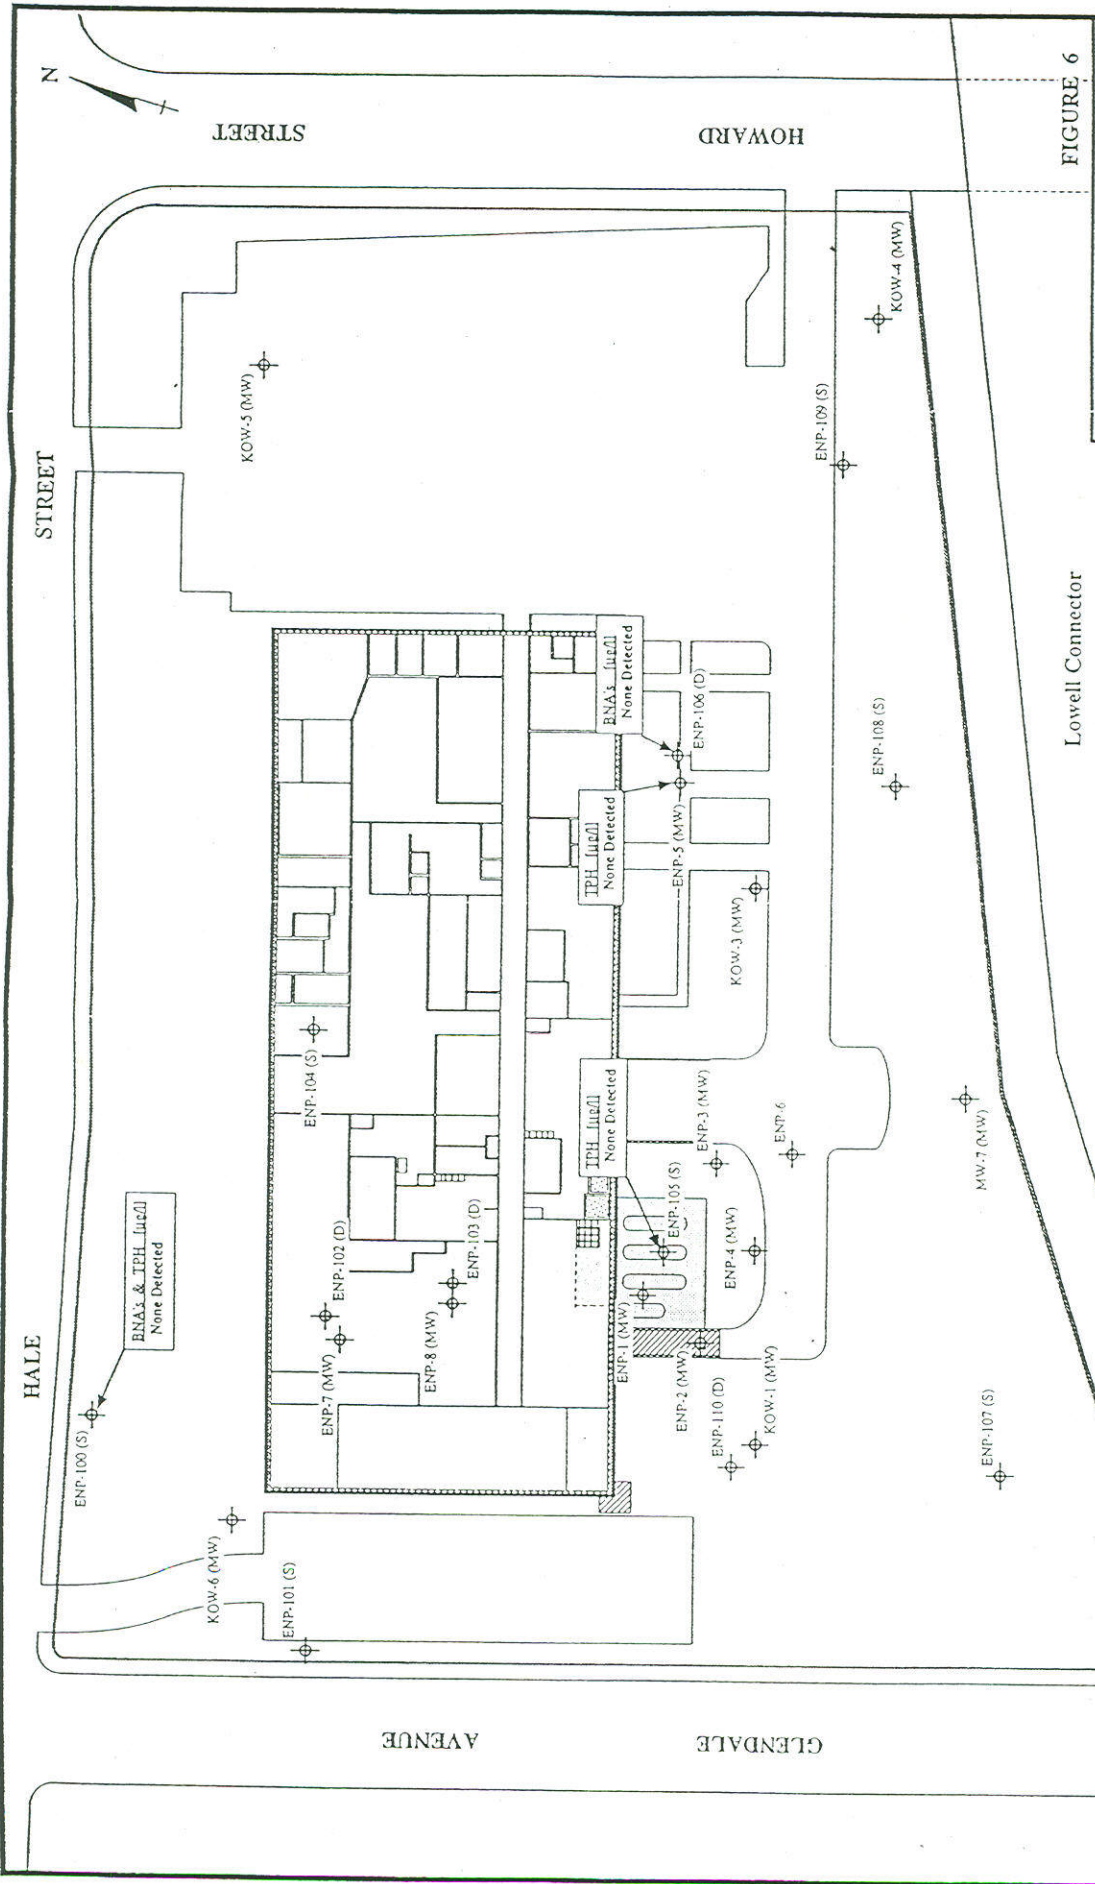 N
HALE
STREET
HOWARD
STREET
GLENDALE
AVENUE
Lowell Connector
FIGURE 6
ENP-100 (S)
BNA's & TPH [µg/l]
None Detected
KOW-6 (MW)
ENP-101 (S)
KOW-5 (MW)
ENP-104 (S)
ENP-102 (D)
ENP-7 (MW)
ENP-103 (D)
ENP-8 (MW)
BNA's [µg/l]
None Detected
ENP-106 (D)
TPH [µg/l]
None Detected
ENP-5 (MW)
TPH [µg/l]
None Detected
ENP-105 (S)
ENP-1 (MW)
ENP-2 (MW)
ENP-110 (D)
KOW-1 (MW)
ENP-4 (MW)
ENP-3 (MW)
ENP-6
KOW-3 (MW)
ENP-109 (S)
KOW-4 (MW)
ENP-108 (S)
MW-7 (MW)
ENP-107 (S)